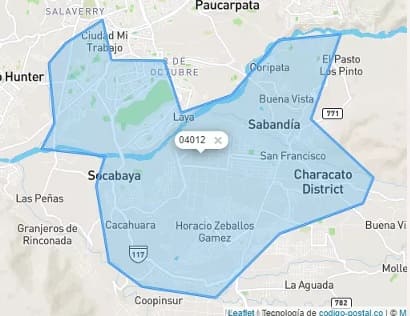 SALAVERRY
Paucarpata
Ciudad Mi
Trabajo
DE
OCTUBRE
Hunter
Coripata
El Pasto
Los Pinto
Buena Vista
771
Laya
Sabandía
04012 ×
San Francisco
Socabaya
Characato
District
Las Peñas
Cacahuara
Horacio Zeballos
Gamez
Buena Vi
Granjeros de
Rinconada
117
Molle
La Aguada
Coopinsur
782
Leaflet | Tecnología de codigo-postal.co | © M